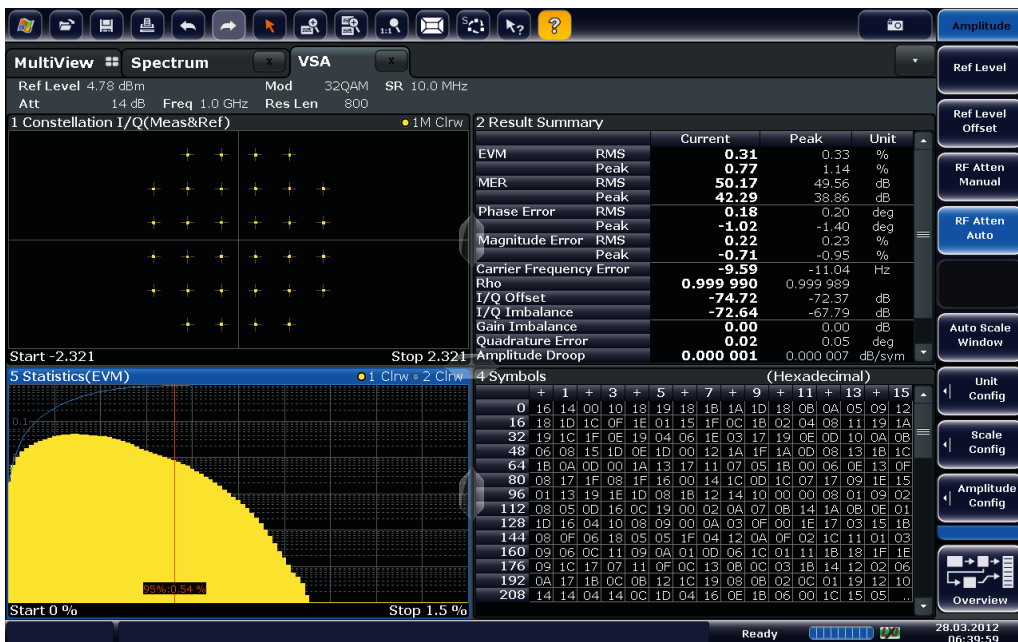 Amplitude
MultiView Spectrum x VSA x
Ref Level 4.78 dBm Mod 32QAM SR 10.0 MHz
Att 14 dB Freq 1.0 GHz Res Len 800
1 Constellation I/Q(Meas&Ref) 1M Clrw
Start -2.321 Stop 2.321
2 Result Summary
Current Peak Unit
EVM RMS 0.31 0.33 %
Peak 0.77 1.14 %
MER RMS 50.17 49.56 dB
Peak 42.29 38.86 dB
Phase Error RMS 0.18 0.20 deg
Peak -1.02 -1.40 deg
Magnitude Error RMS 0.22 0.23 %
Peak -0.71 -0.95 %
Carrier Frequency Error -9.59 -11.04 Hz
Rho 0.999 990 0.999 989
I/Q Offset -74.72 -72.37 dB
I/Q Imbalance -72.64 -67.79 dB
Gain Imbalance 0.00 0.00 dB
Quadrature Error 0.02 0.05 deg
Amplitude Droop 0.000 001 0.000 007 dB/sym
5 Statistics(EVM) 1 Clrw 2 Clrw
0.1
95%:0.54 %
Start 0 % Stop 1.5 %
4 Symbols (Hexadecimal)
+ 1 + 3 + 5 + 7 + 9 + 11 + 13 + 15
0 16 14 00 10 18 19 18 1B 1A 1D 18 0B 0A 05 09 12
16 18 1D 1C 0F 1E 01 15 1F 0C 1B 02 04 08 11 19 1A
32 19 1C 1F 0E 19 04 06 1E 03 17 19 0E 0D 10 0A 0B
48 06 08 15 1D 0E 1D 00 12 1A 1F 1A 0D 08 13 1B 1C
64 1B 0A 0D 00 1A 13 17 11 07 05 1B 00 06 0E 13 0F
80 08 17 1F 08 1F 16 00 14 1C 0D 1C 07 17 09 1E 15
96 01 13 19 1E 1D 08 1B 12 14 10 00 00 08 01 09 02
112 08 05 0D 16 0C 19 00 02 0A 07 0B 14 1A 0B 0E 01
128 1D 16 04 10 08 09 00 0A 03 0F 00 1E 17 03 15 1B
144 08 0F 06 18 05 05 1F 04 12 0A 0F 02 1C 11 01 03
160 09 06 0C 11 09 0A 01 0D 06 1C 01 11 1B 18 1F 1E
176 09 1C 17 07 11 0F 0C 13 0B 0C 03 1B 14 12 02 06
192 0A 17 1B 0C 0B 12 1C 19 08 0B 02 0C 01 19 12 10
208 14 14 04 14 0C 1D 04 16 0E 1B 06 00 1C 15 05 ..
Ref Level
Ref Level Offset
RF Atten Manual
RF Atten Auto
Auto Scale Window
Unit Config
Scale Config
Amplitude Config
Overview
Ready
28.03.2012
06:39:59